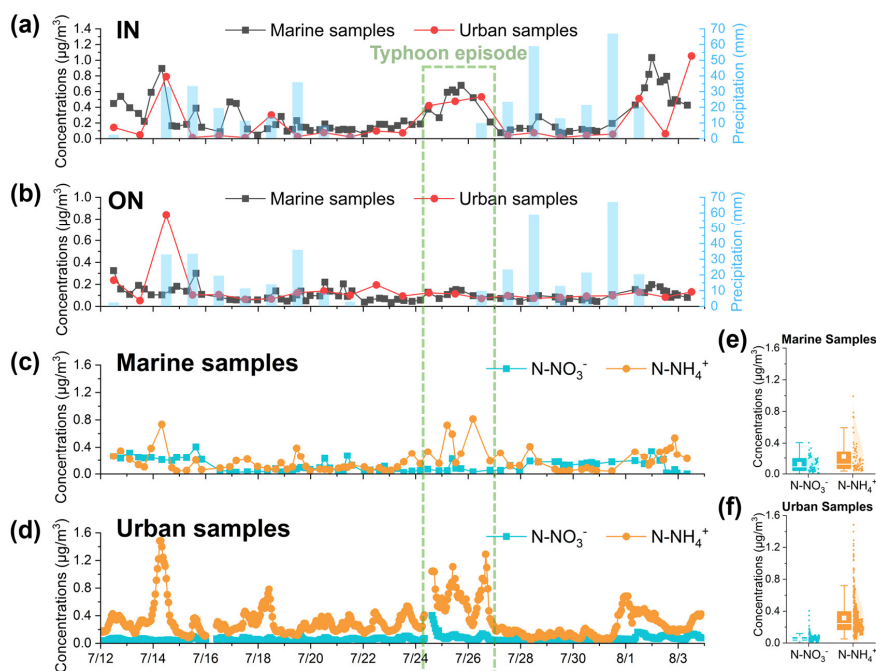 (a) IN
Marine samples Urban samples
Typhoon episode
Concentrations (µg/m³)
1.4
1.2
1.0
0.8
0.6
0.4
0.2
0.0
70
60
50
40
30
20
10
0
Precipitation (mm)
(b) ON
Marine samples Urban samples
Concentrations (µg/m³)
1.0
0.8
0.6
0.4
0.2
0.0
70
60
50
40
30
20
10
0
Precipitation (mm)
(c) Marine samples
N-NO₃⁻ N-NH₄⁺
Concentrations (µg/m³)
1.6
1.2
0.8
0.4
0.0
(d) Urban samples
N-NO₃⁻ N-NH₄⁺
Concentrations (µg/m³)
1.6
1.2
0.8
0.4
0.0
7/12 7/14 7/16 7/18 7/20 7/22 7/24 7/26 7/28 7/30 8/1 8/3
(e) Marine Samples
Concentrations (µg/m³)
1.6
1.2
0.8
0.4
0.0
N-NO₃⁻ N-NH₄⁺
(f) Urban Samples
Concentrations (µg/m³)
1.6
1.2
0.8
0.4
0.0
N-NO₃⁻ N-NH₄⁺